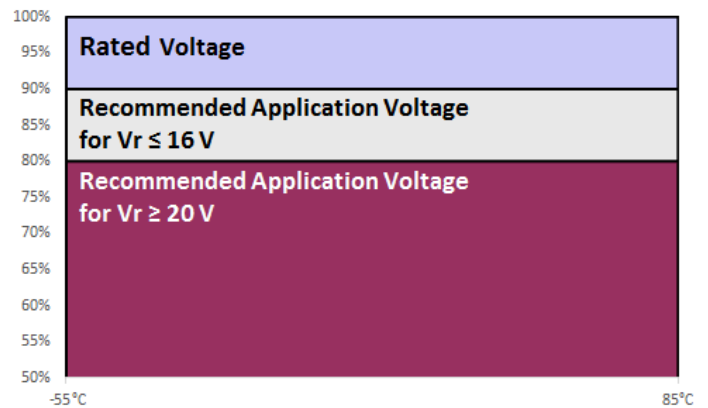 100%
95%
90%
85%
80%
75%
70%
65%
60%
55%
50%
Rated Voltage
Recommended Application Voltage
for Vr ≤ 16 V
Recommended Application Voltage
for Vr ≥ 20 V
-55°C
85°C